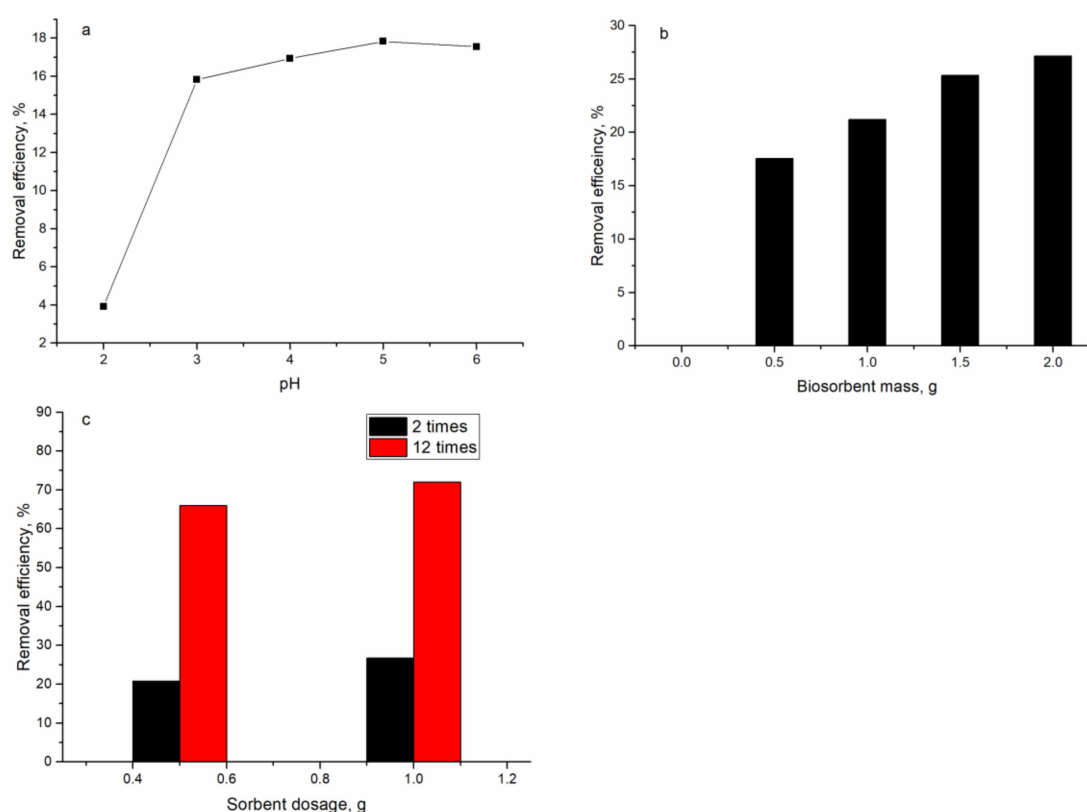 a
18
16
14
12
10
8
6
4
2
Removal effciency, %
2 3 4 5 6
pH
b
30
25
20
15
10
5
0
Removal efficeincy, %
0.0 0.5 1.0 1.5 2.0
Biosorbent mass, g
c
2 times
12 times
90
80
70
60
50
40
30
20
10
0
Removal efficiency, %
0.4 0.6 0.8 1.0 1.2
Sorbent dosage, g